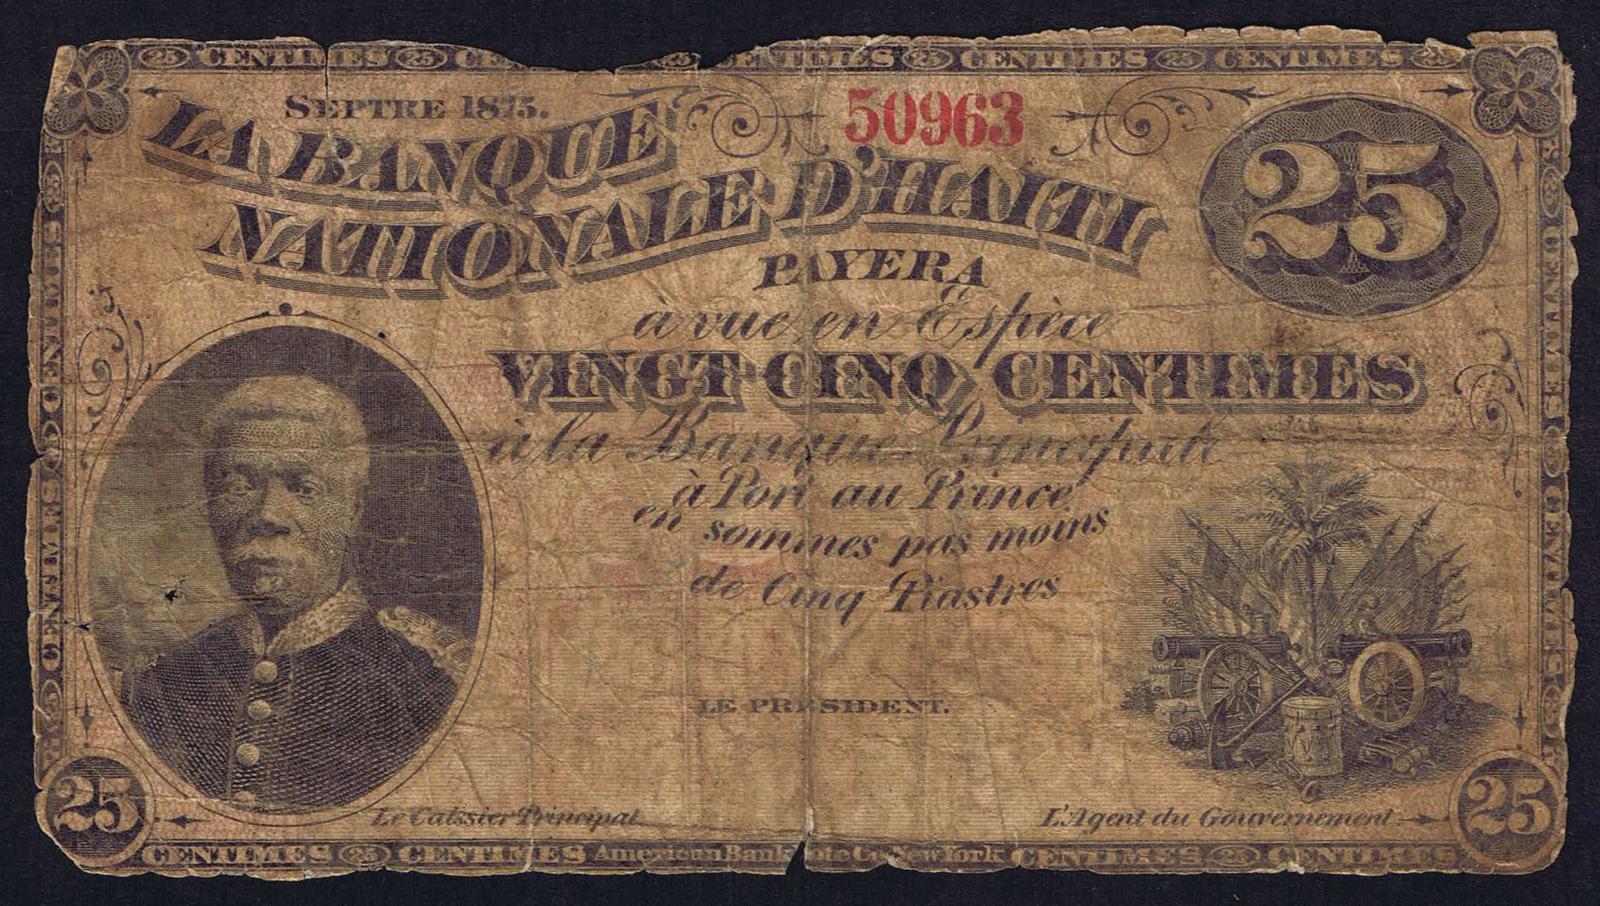 25 CENTIMES 25 CENTIMES 25 CENTIMES 25 CENTIMES 25
SEPTRE 1875.
50963
LA BANQUE
NATIONALE D'HAITI
25
PAYERA
à vue en Espèce
VINGT CINQ CENTIMES
à la Banque Principale
à Port au Prince
en sommes pas moins
de Cinq Piastres
LE PRESIDENT.
Le Caissier Principal
L'Agent du Gouvernement
25
25
CENTIMES 25 CENTIMES American Bank Note Co. New York CENTIMES 25 CENTIMES